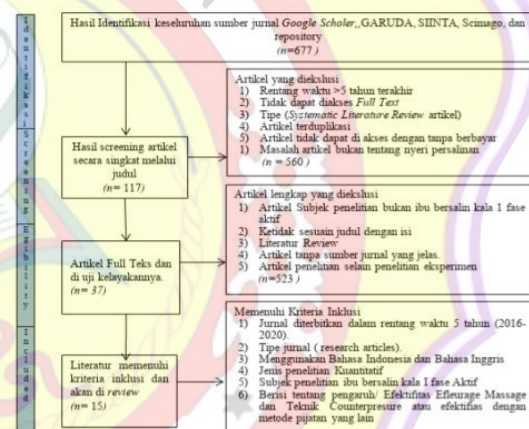 Identifikasi
Screening
Eligibility
Included
Hasil Identifikasi keseluruhan sumber jurnal Google Scholer,,GARUDA, SIINTA, Scimago, dan
repository
(n=677 )
Artikel yang diekslusi
1) Rentang waktu >5 tahun terakhir
2) Tidak dapat diakses Full Text
3) Tipe (Systematic Literature Review artikel)
4) Artikel terduplikasi
5) Artikel tidak dapat di akses dengan tanpa berbayar
1) Masalah artikel bukan tentang nyeri persalinan
(n = 560 )
Hasil screening artikel
secara singkat melalui
judul
(n= 117)
Artikel lengkap yang diekslusi
1) Artikel Subjek penelitian bukan ibu bersalin kala 1 fase
aktif
2) Ketidak sesuain judul dengan isi
3) Literatur Review
4) Artikel tanpa sumber jurnal yang jelas.
5) Artikel penelitian selain penelitian eksperimen
(n=523 )
Artikel Full Teks dan
di uji kelayakannya.
(n= 37)
Memenuhi Kriteria Inklusi
1) Jurnal diterbitkan dalam rentang waktu 5 tahun (2016-
2020).
2) Tipe jurnal ( research articles).
3) Menggunakan Bahasa Indonesia dan Bahasa Inggris
4) Jenis penelitian Kuantitatif
5) Subjek penelitian ibu bersalin kala I fase Aktif
6) Berisi tentang pengaruh/ Efektifitas Efleurage Massage
dan Teknik Counterpresure atau efektifias dengan
metode pijatan yang lain
Literatur memenuhi
kriteria inklusi dan
akan di review
(n= 15)